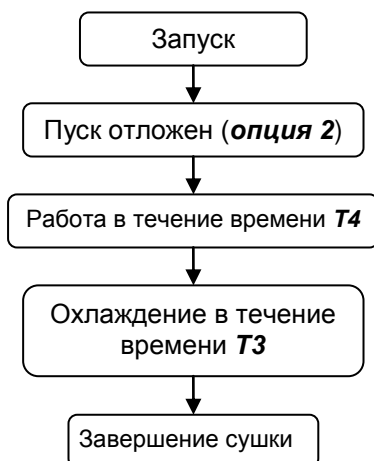 Запуск
Пуск отложен (опция 2)
Работа в течение времени T4
Охлаждение в течение
времени T3
Завершение сушки